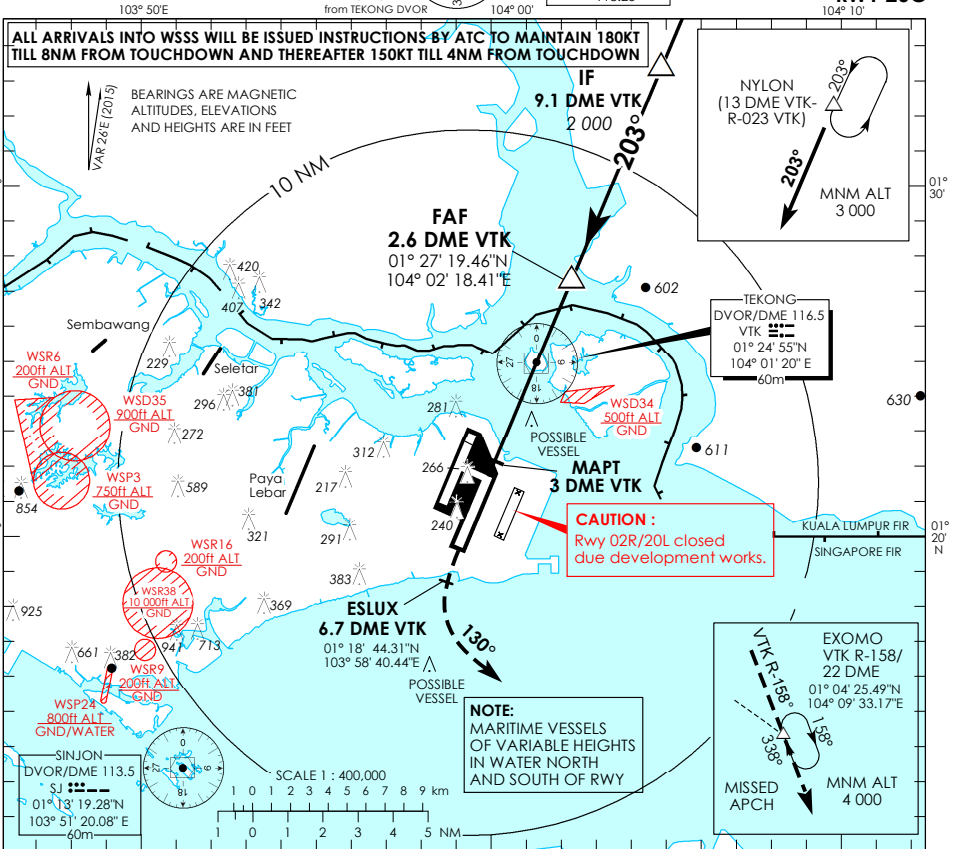 103° 50'E
from TEKONG DVOR
104° 00'
104° 10'
ALL ARRIVALS INTO WSSS WILL BE ISSUED INSTRUCTIONS BY ATC TO MAINTAIN 180KT
TILL 8NM FROM TOUCHDOWN AND THEREAFTER 150KT TILL 4NM FROM TOUCHDOWN
VAR 26'E (2015)
BEARINGS ARE MAGNETIC
ALTITUDES, ELEVATIONS
AND HEIGHTS ARE IN FEET
IF
9.1 DME VTK
2 000
203°
10 NM
NYLON
(13 DME VTK-
R-023 VTK)
203°
203°
MNM ALT
3 000
01°
30'
FAF
2.6 DME VTK
01° 27' 19.46"N
104° 02' 18.41"E
420
407
342
602
Sembawang
229
Seletar
TEKONG
DVOR/DME 116.5
VTK
01° 24' 55"N
104° 01' 20" E
60m
0
9
18
27
WSR6
200ft ALT
GND
WSD35
900ft ALT
GND
296
381
281
WSD34
500ft ALT
GND
630
272
POSSIBLE
VESSEL
312
611
WSP3
750ft ALT
GND
589
Paya
Lebar
217
266
MAPT
3 DME VTK
854
240
321
291
CAUTION :
Rwy 02R/20L closed
due development works.
KUALA LUMPUR FIR
SINGAPORE FIR
01°
20'
N
WSR16
200ft ALT
GND
383
WSR38
10 000ft ALT
GND
369
925
ESLUX
6.7 DME VTK
01° 18' 44.31"N
103° 58' 40.44"E
130°
661
382
941
713
WSR9
200ft ALT
GND
POSSIBLE
VESSEL
WSP24
800ft ALT
GND/WATER
NOTE:
MARITIME VESSELS
OF VARIABLE HEIGHTS
IN WATER NORTH
AND SOUTH OF RWY
VTK R-158°
EXOMO
VTK R-158/
22 DME
01° 04' 25.49"N
104° 09' 33.17"E
158°
338°
MISSED
APCH
MNM ALT
4 000
SINJON
DVOR/DME 113.5
SJ
01° 13' 19.28"N
103° 51' 20.08" E
60m
0
9
18
27
SCALE 1 : 400,000
1 0 1 2 3 4 5 6 7 8 9 km
1 0 1 2 3 4 5 NM